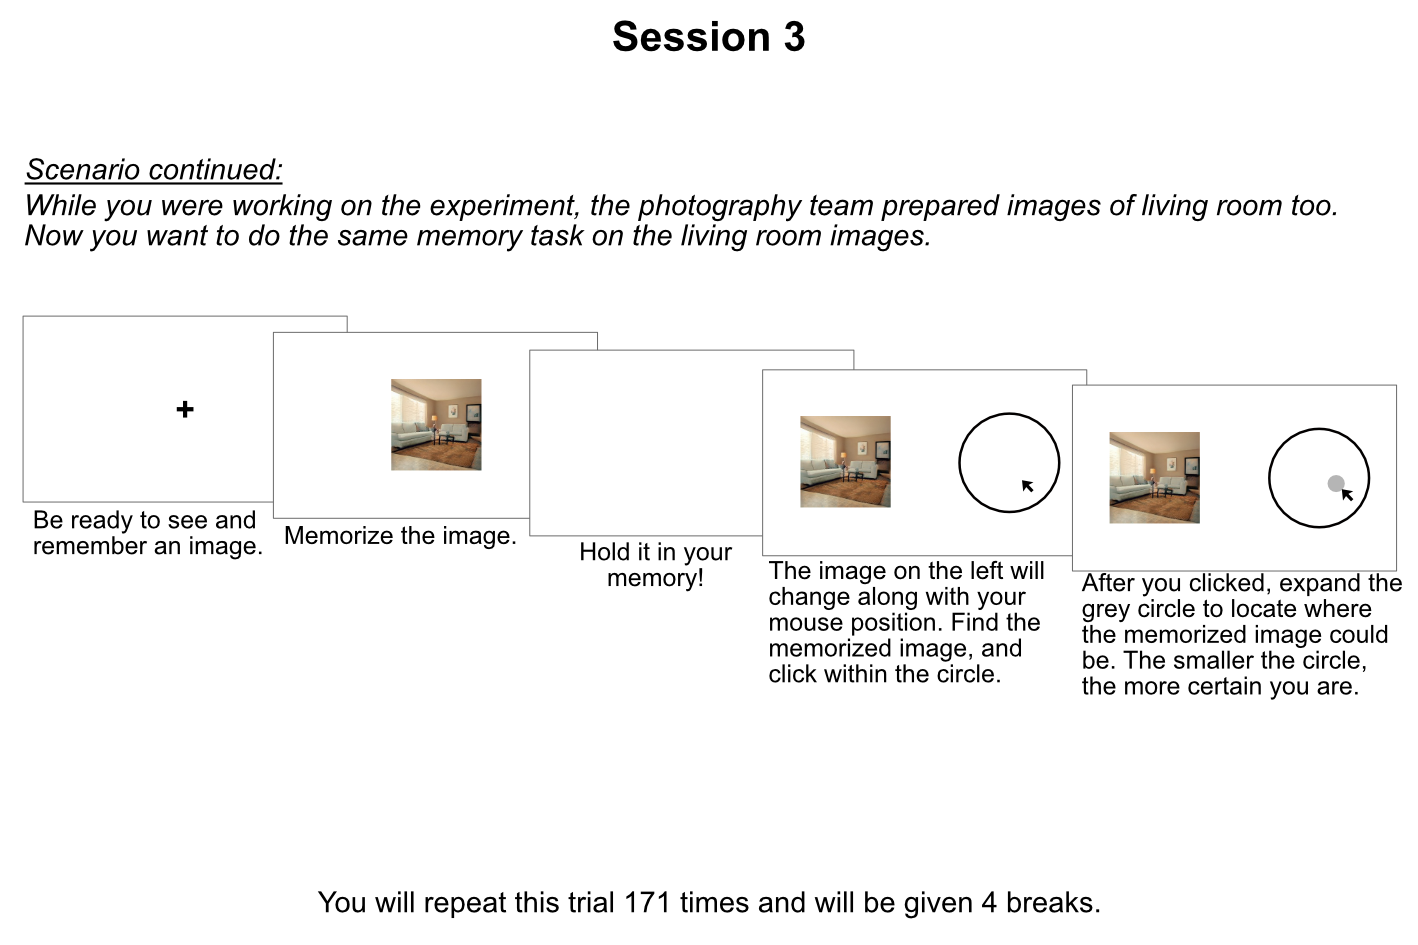 Session 3
Scenario continued:
While you were working on the experiment, the photography team prepared images of living room too.
Now you want to do the same memory task on the living room images.
Be ready to see and
remember an image.
Memorize the image.
Hold it in your
memory!
The image on the left will
change along with your
mouse position. Find the
memorized image, and
click within the circle.
After you clicked, expand the
grey circle to locate where
the memorized image could
be. The smaller the circle,
the more certain you are.
You will repeat this trial 171 times and will be given 4 breaks.